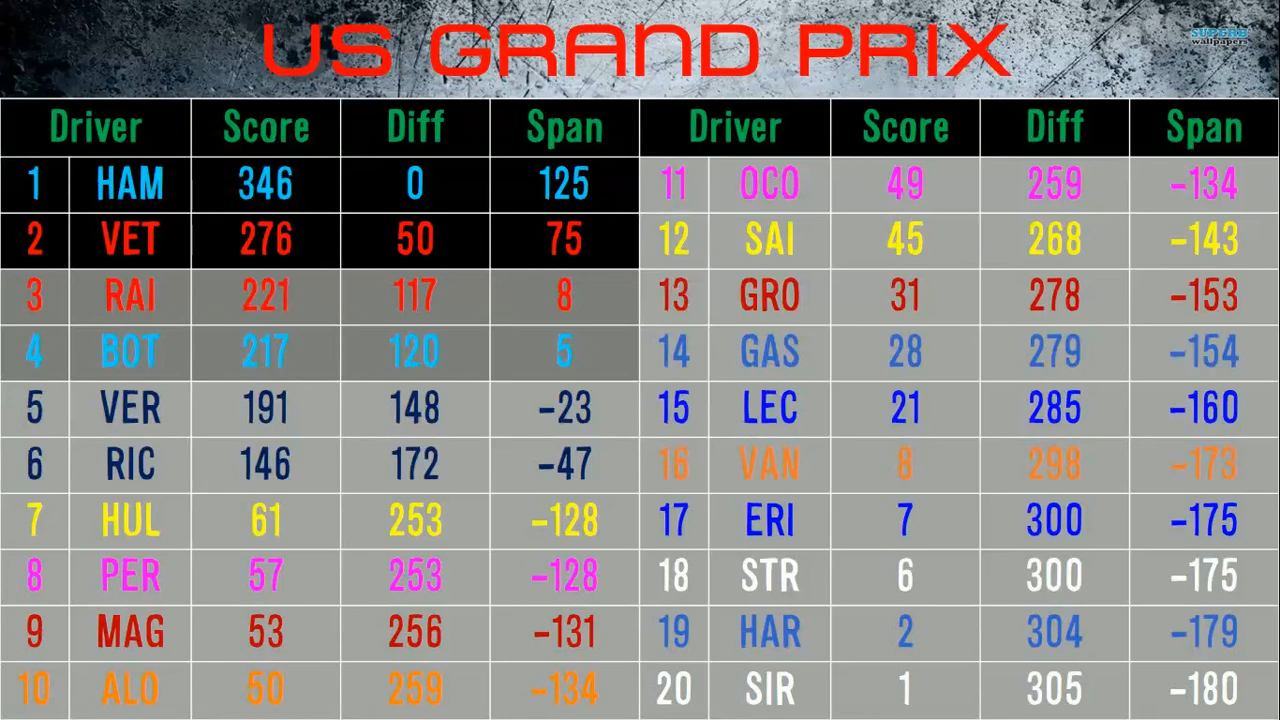 US GRAND PRIX
SUPERB
wallpapers
Driver Score Diff Span Driver Score Diff Span
1 HAM 346 0 125 11 OCO 49 259 -134
2 VET 276 50 75 12 SAI 45 268 -143
3 RAI 221 117 8 13 GRO 31 278 -153
4 BOT 217 120 5 14 GAS 28 279 -154
5 VER 191 148 -23 15 LEC 21 285 -160
6 RIC 146 172 -47 16 VAN 8 298 -173
7 HUL 61 253 -128 17 ERI 7 300 -175
8 PER 57 253 -128 18 STR 6 300 -175
9 MAG 53 256 -131 19 HAR 2 304 -179
10 ALO 50 259 -134 20 SIR 1 305 -180